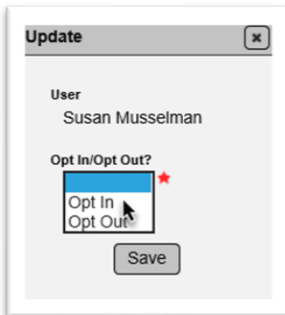 Update
User
Susan Musselman
Opt In/Opt Out?
Opt In
Opt Out
Save